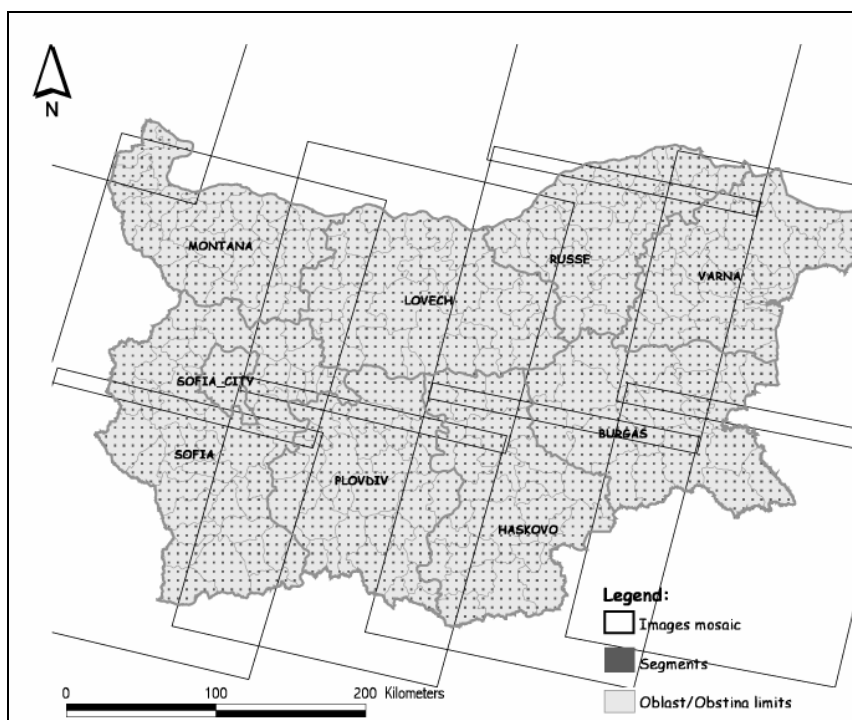 N
MONTANA
RUSSE
VARNA
LOVECH
SOFIA_CITY
BURGAS
SOFIA
PLOVDIV
HASKOVO
Legend:
Images mosaic
Segments
Oblast/Obstina limits
0 100 200 Kilometers